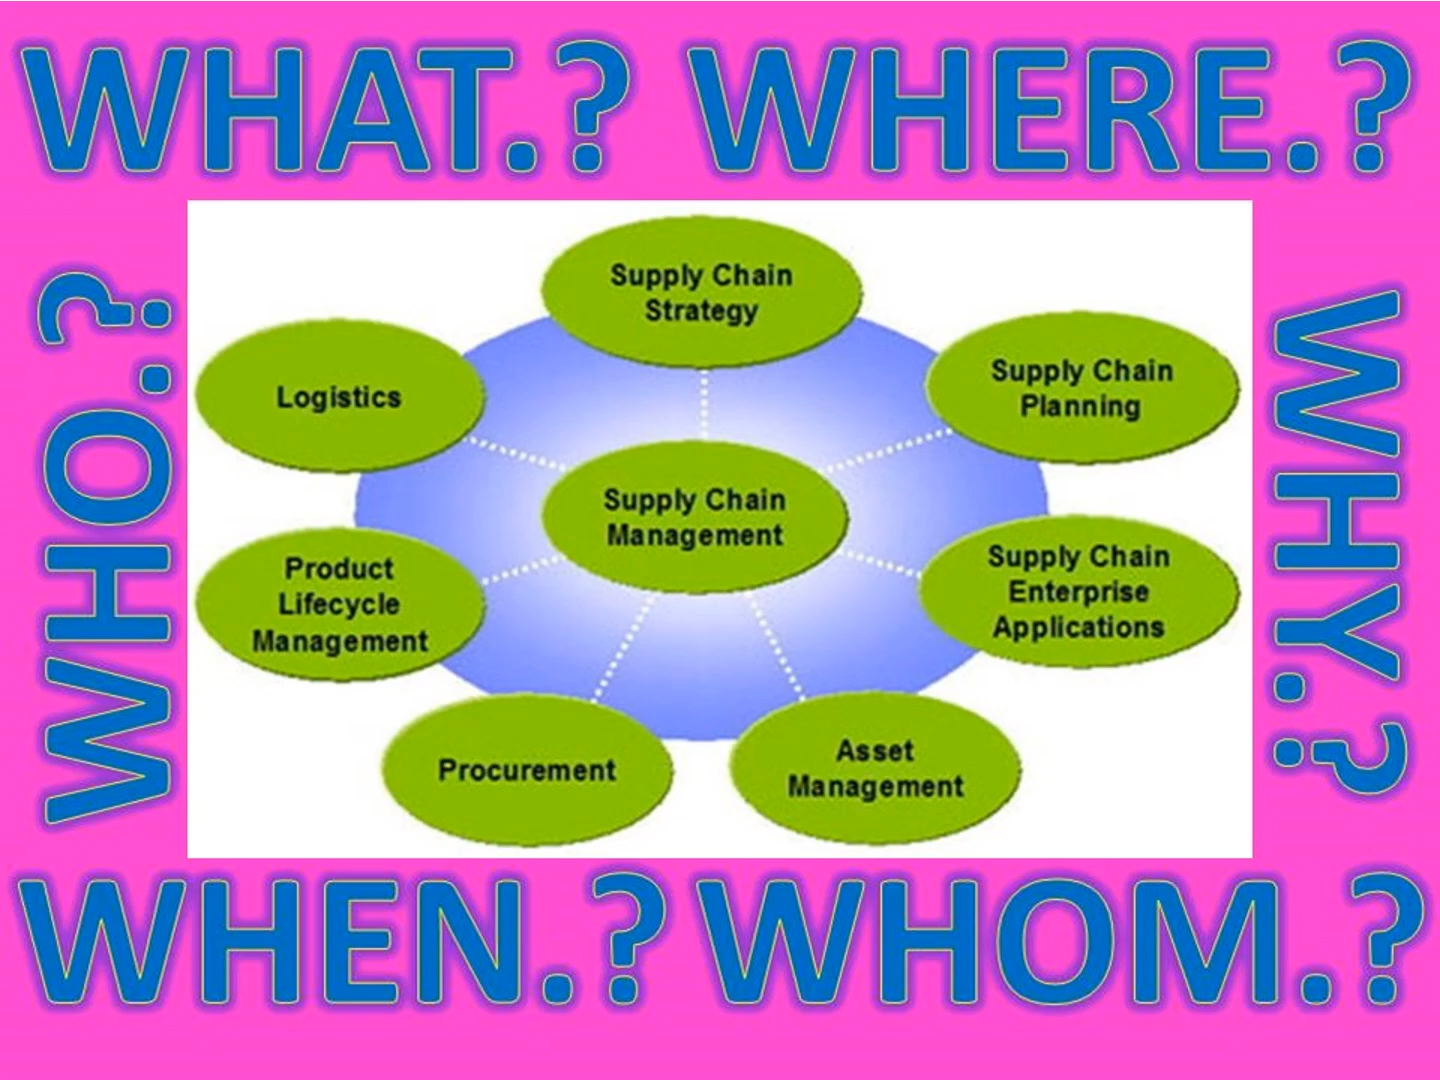 WHAT.? WHERE.?
WHO.?
WHY.?
Supply Chain
Strategy
Logistics
Supply Chain
Planning
Supply Chain
Management
Product
Lifecycle
Management
Supply Chain
Enterprise
Applications
Procurement
Asset
Management
WHEN.? WHOM.?